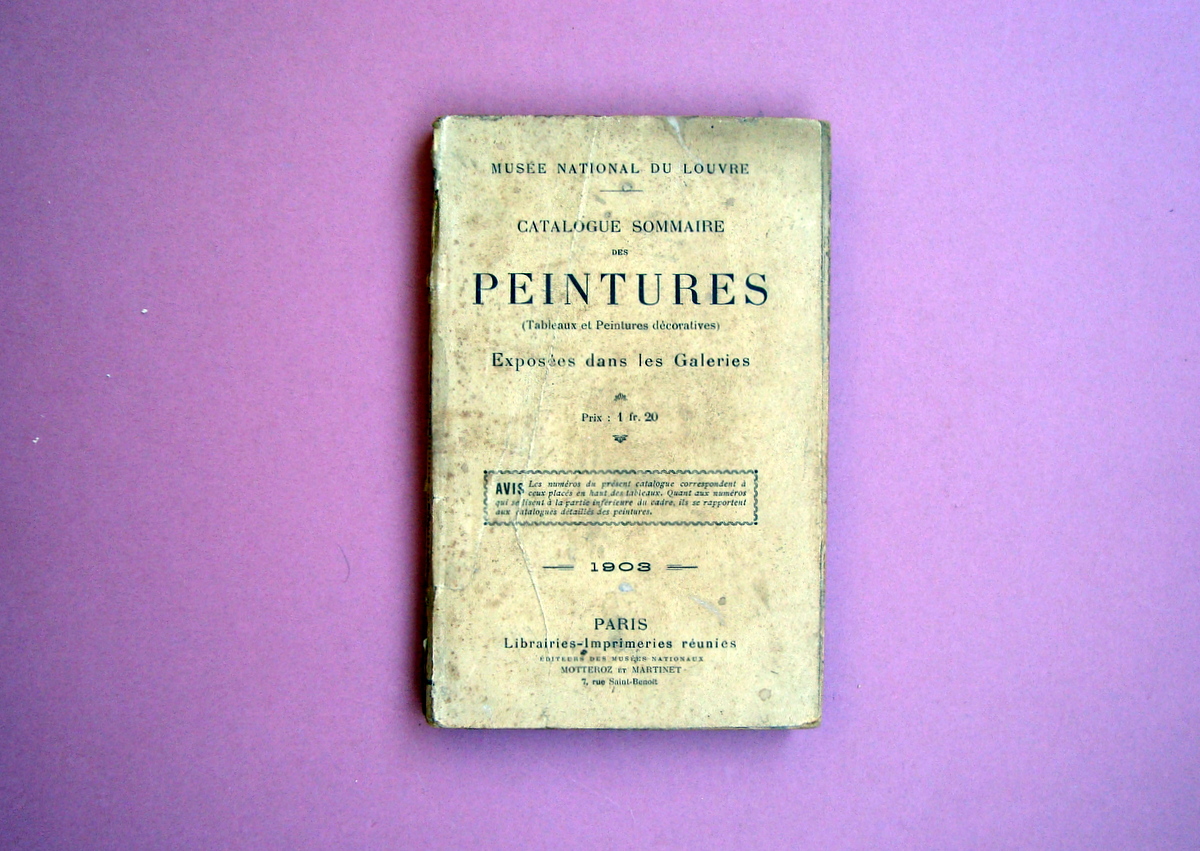 MUSÉE NATIONAL DU LOUVRE
CATALOGUE SOMMAIRE
DES
PEINTURES
(Tableaux et Peintures décoratives)
Exposées dans les Galeries
Prix : 1 fr. 20
AVIS Les numéros du présent catalogue correspondent à
ceux placés en haut des tableaux. Quant aux numéros
qui se lisent à la partie inférieure du cadre, ils se rapportent
aux catalogues détaillés des peintures.
1903
PARIS
Librairies-Imprimeries réunies
ÉDITEURS DES MUSÉES NATIONAUX
MOTTEROZ ET MARTINET
7, rue Saint-Benoit